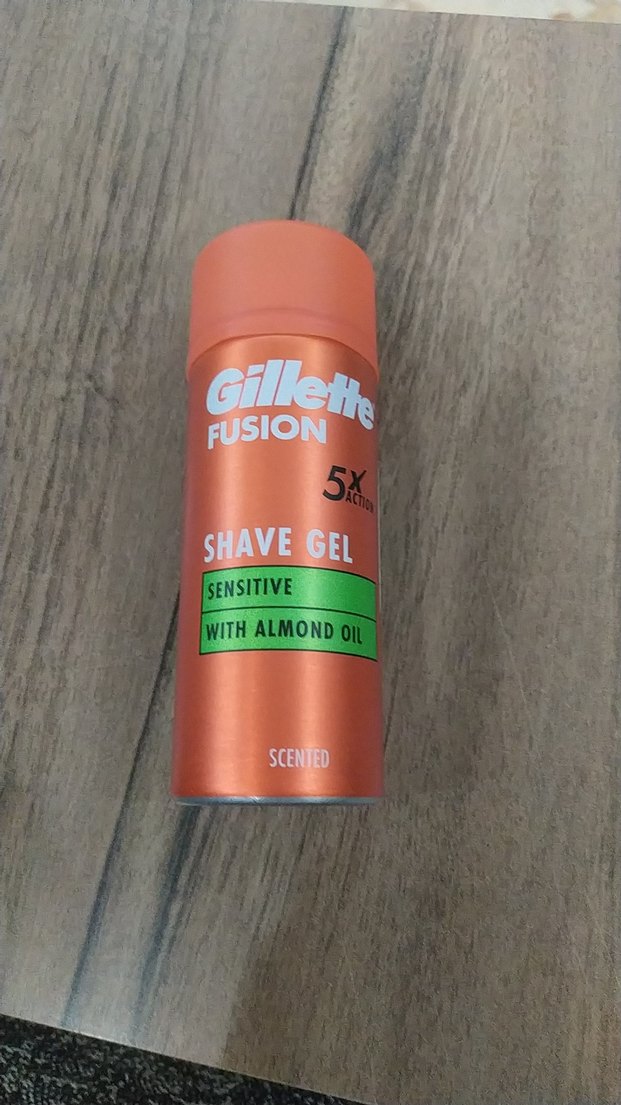 Gillette
FUSION
5X
ACTION
SHAVE GEL
SENSITIVE
WITH ALMOND OIL
SCENTED